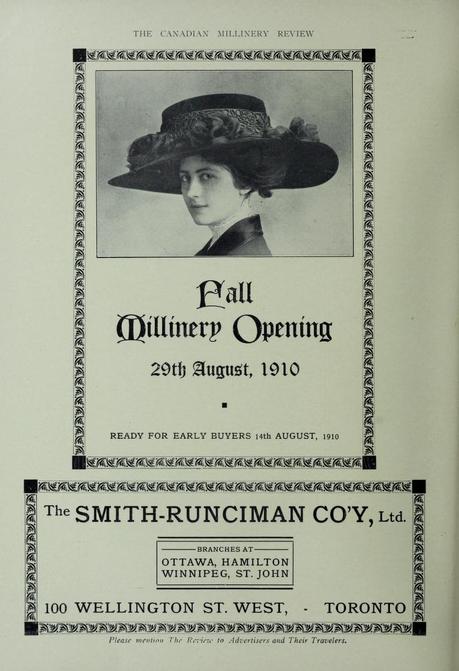 THE CANADIAN MILLINERY REVIEW
Fall
Millinery Opening
29th August, 1910
READY FOR EARLY BUYERS 14th AUGUST, 1910
The SMITH-RUNCIMAN CO'Y, Ltd.
BRANCHES AT
OTTAWA, HAMILTON
WINNIPEG, ST. JOHN
100 WELLINGTON ST. WEST, - TORONTO
Please mention The Review to Advertisers and Their Travelers.